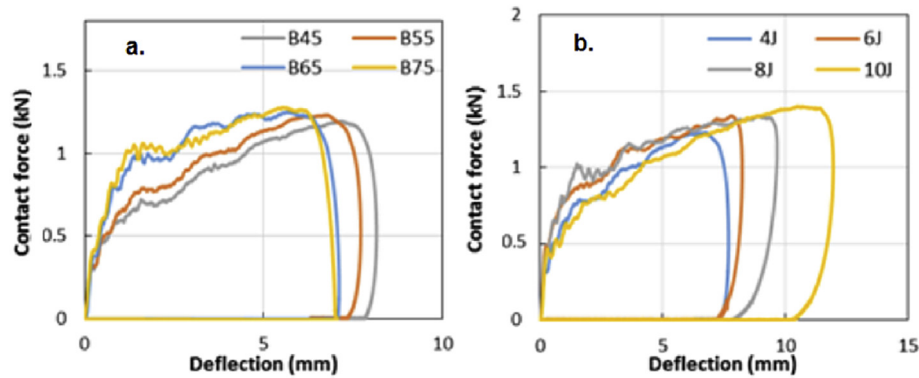 a.
B45 B55
B65 B75
1.5
1
0.5
0
0 5 10
Contact force (kN)
Deflection (mm)
b.
4J 6J
8J 10J
2
1.5
1
0.5
0
0 5 10 15
Contact force (kN)
Deflection (mm)